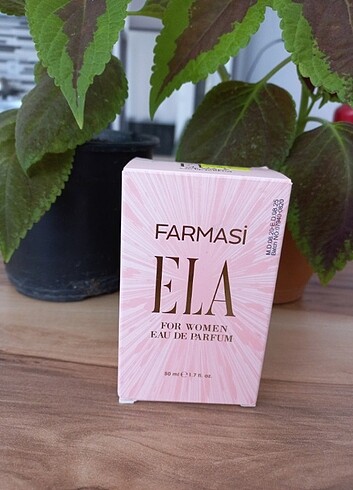 FARMASİ
ELA
FOR WOMEN
EAU DE PARFUM
50 ml ℮ 1.7 fl. oz.